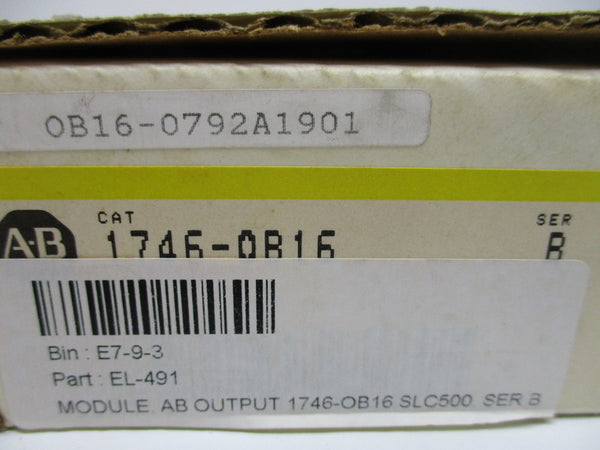 OB16-0792A1901
CAT
SER
A-B
1746-OB16
B
Bin : E7-9-3
Part : EL-491
MODULE, AB OUTPUT 1746-OB16 SLC500 SER B